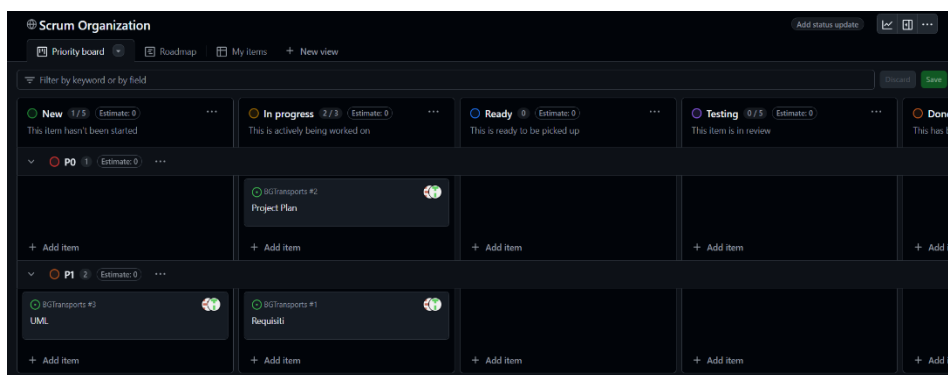 Scrum Organization
Add status update
Priority board
Roadmap
My items
+ New view
Filter by keyword or by field
Discard
Save
New 1/5 Estimate: 0
This item hasn't been started
In progress 2/3 Estimate: 0
This is actively being worked on
Ready 0 Estimate: 0
This is ready to be picked up
Testing 0/5 Estimate: 0
This item is in review
Don
This has b
P0 1 Estimate: 0
BGTransports #2
Project Plan
+ Add item
+ Add item
+ Add item
+ Add item
+ Add
P1 2 Estimate: 0
BGTransports #3
UML
BGTransports #1
Requisiti
+ Add item
+ Add item
+ Add item
+ Add item
+ Add